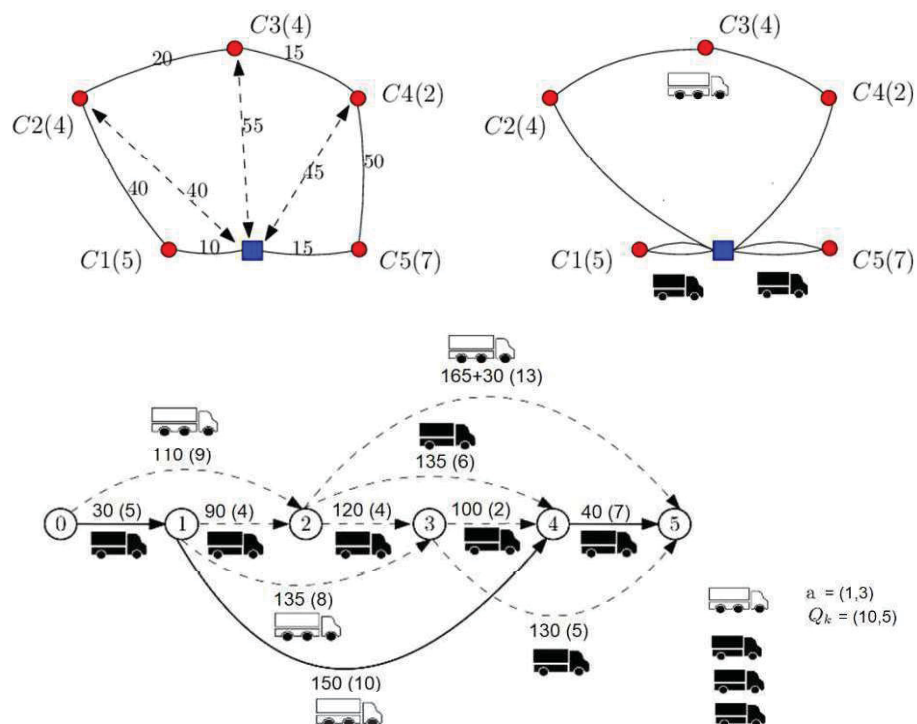 C3(4)
20
15
C2(4)
C4(2)
55
40
40
45
50
10
15
C1(5)
C5(7)
C3(4)
C2(4)
C4(2)
C1(5)
C5(7)
165+30 (13)
110 (9)
135 (6)
0
30 (5)
1
90 (4)
2
120 (4)
3
100 (2)
4
40 (7)
5
135 (8)
130 (5)
150 (10)
a = (1,3)
Qk = (10,5)